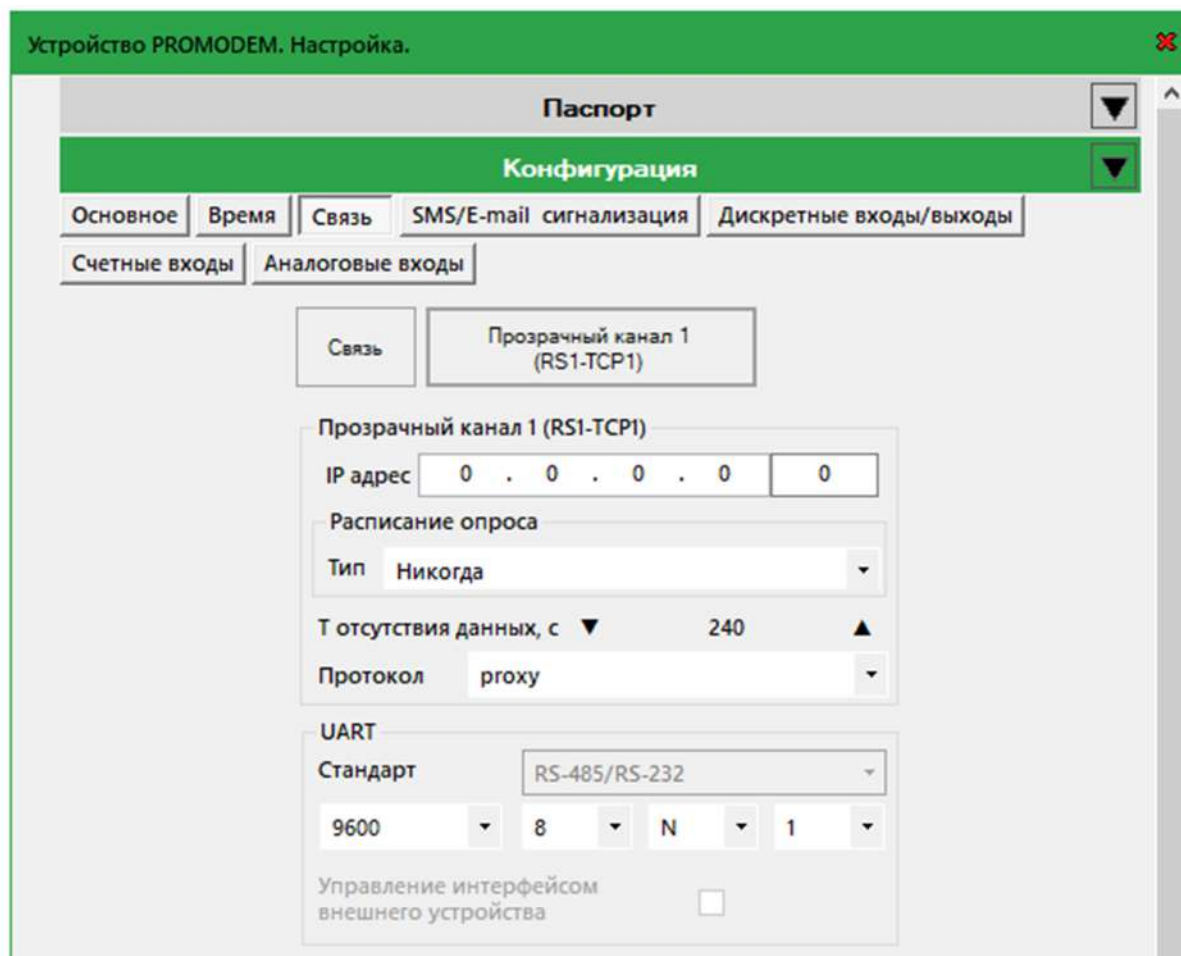 Устройство PROMODEM. Настройка.
Паспорт
Конфигурация
Основное Время Связь SMS/E-mail сигнализация Дискретные входы/выходы
Счетные входы Аналоговые входы
Связь Прозрачный канал 1
(RS1-TCP1)
Прозрачный канал 1 (RS1-TCP1)
IP адрес 0 . 0 . 0 . 0 0
Расписание опроса
Тип Никогда
Т отсутствия данных, с 240
Протокол proxy
UART
Стандарт RS-485/RS-232
9600 8 N 1
Управление интерфейсом
внешнего устройства